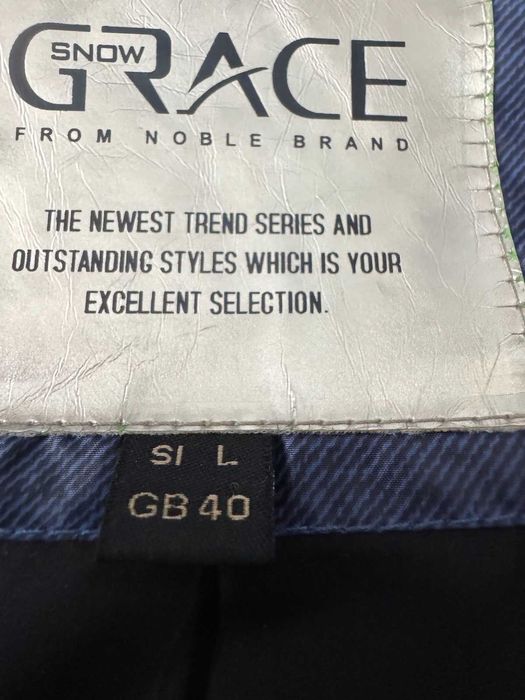 SNOW
GRACE
FROM NOBLE BRAND
THE NEWEST TREND SERIES AND
OUTSTANDING STYLES WHICH IS YOUR
EXCELLENT SELECTION.
SI L
GB 40